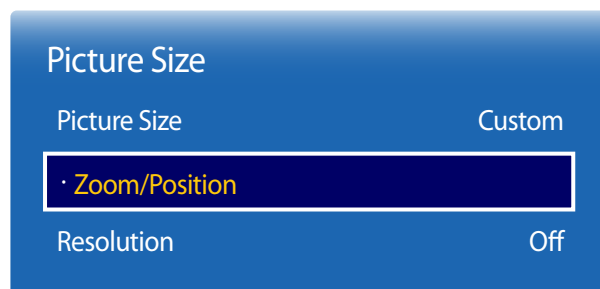 Picture Size
Picture Size Custom
· Zoom/Position
Resolution Off